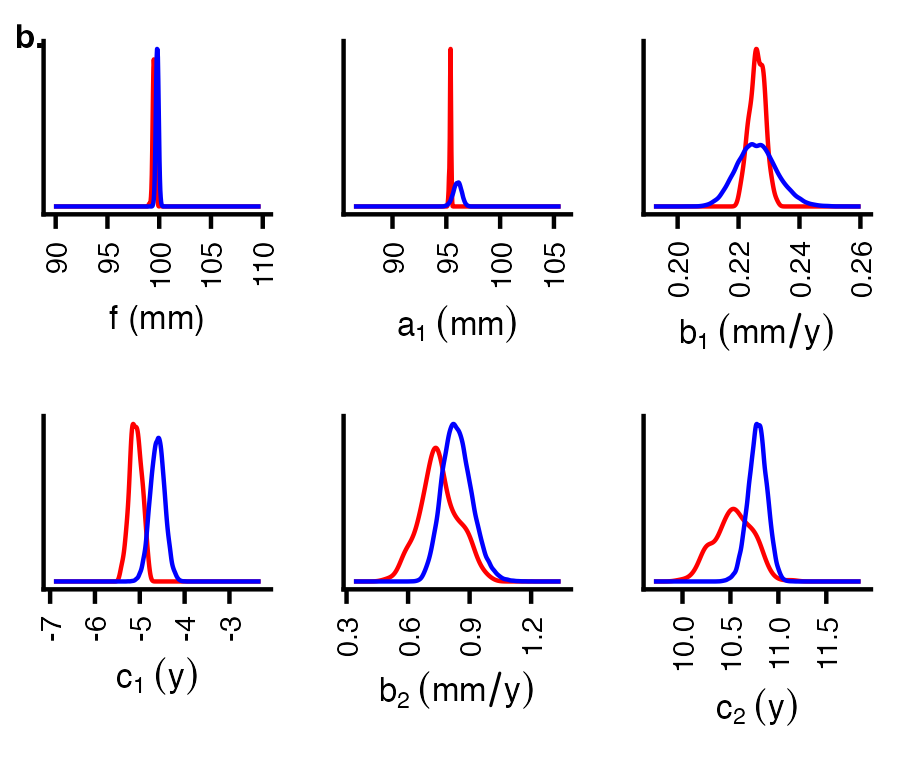 b.
90 95 100 105 110
f (mm)
90 95 100 105
a₁ (mm)
0.20 0.22 0.24 0.26
b₁ (mm/y)
-7 -6 -5 -4 -3
c₁ (y)
0.3 0.6 0.9 1.2
b₂ (mm/y)
10.0 10.5 11.0 11.5
c₂ (y)